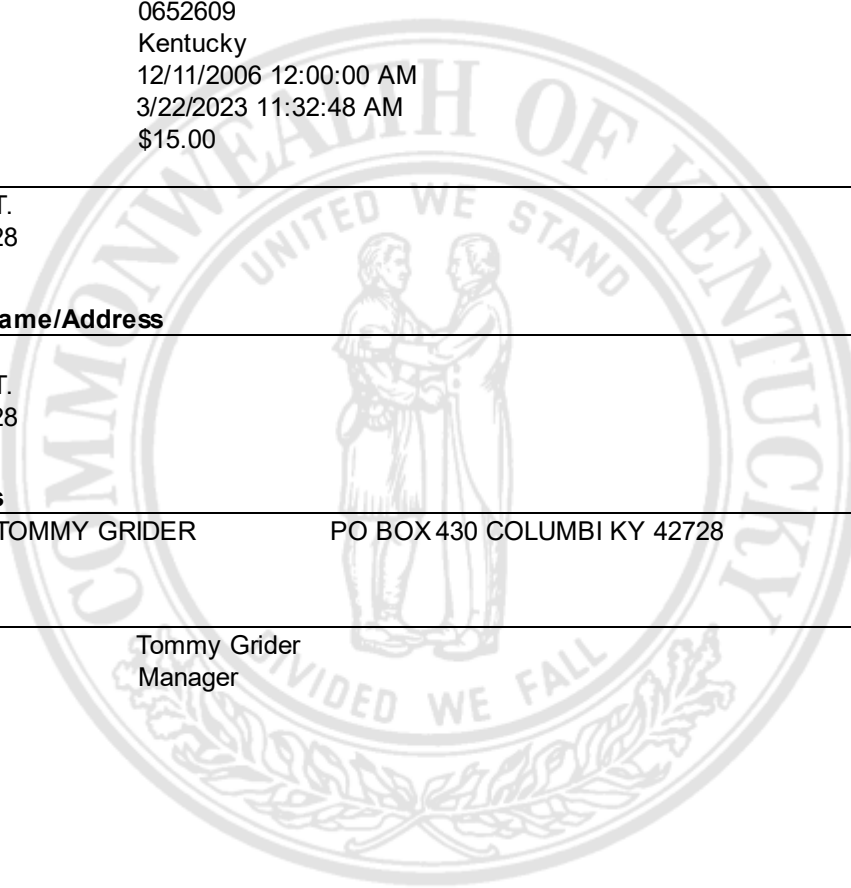 0652609
Kentucky
12/11/2006 12:00:00 AM
3/22/2023 11:32:48 AM
$15.00
T.
28
ame/Address
T.
28
s
TOMMY GRIDER PO BOX 430 COLUMBI KY 42728
Tommy Grider
Manager
COMMONWEALTH OF KENTUCKY
UNITED WE STAND
DIVIDED WE FALL